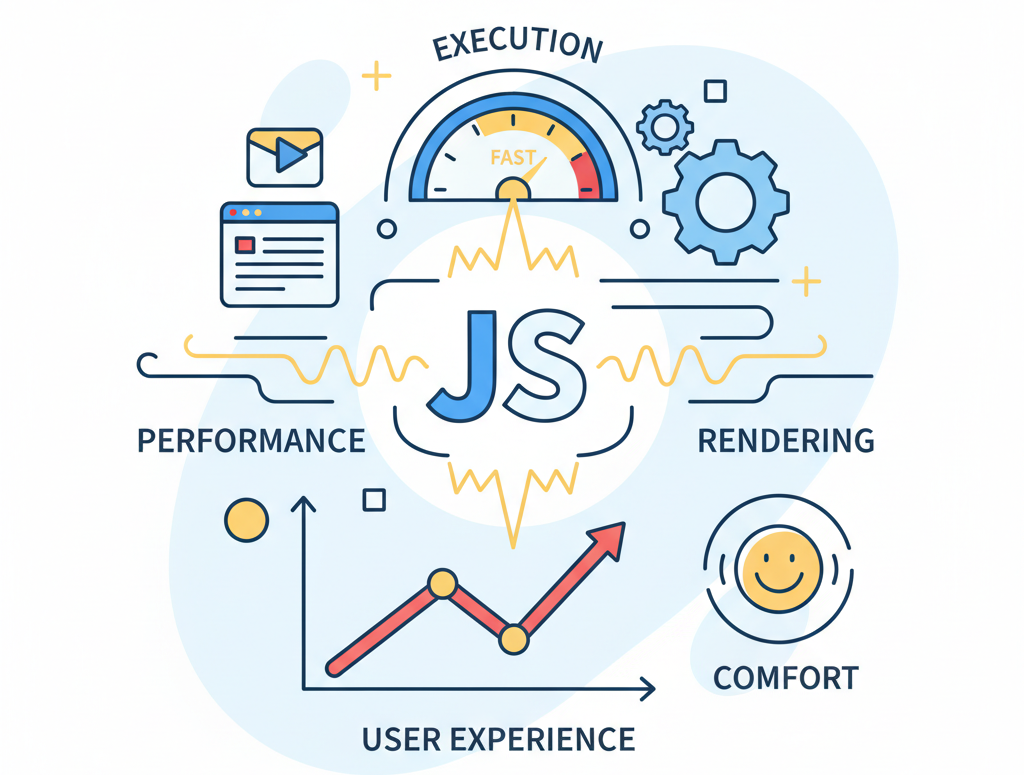 EXECUTION
FAST
JS
PERFORMANCE
RENDERING
COMFORT
USER EXPERIENCE